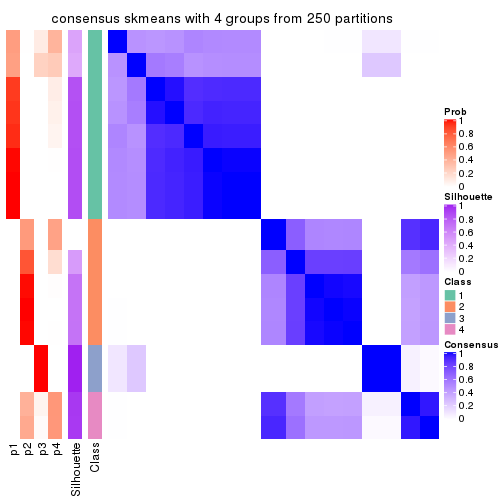 consensus skmeans with 4 groups from 250 partitions
Prob
1
0.8
0.6
0.4
0.2
0
Silhouette
1
0.8
0.6
0.4
0.2
0
Class
1
2
3
4
Consensus
1
0.8
0.6
0.4
0.2
0
p1
p2
p3
p4
Silhouette
Class